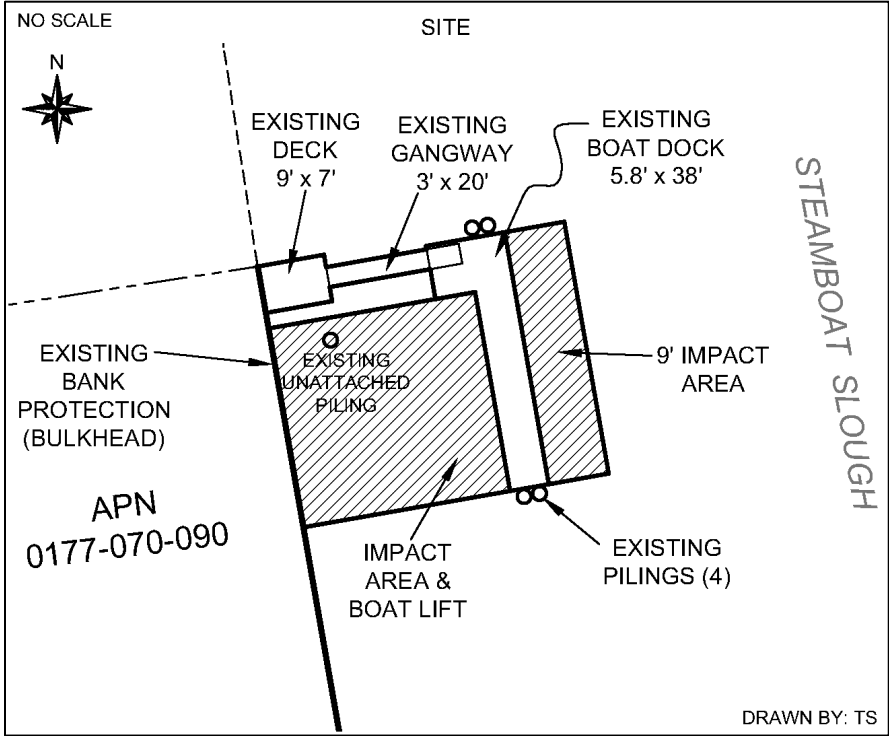 NO SCALE
SITE
N
EXISTING
DECK
9' x 7'
EXISTING
GANGWAY
3' x 20'
EXISTING
BOAT DOCK
5.8' x 38'
STEAMBOAT SLOUGH
EXISTING
BANK
PROTECTION
(BULKHEAD)
EXISTING
UNATTACHED
PILING
9' IMPACT
AREA
APN
0177-070-090
IMPACT
AREA &
BOAT LIFT
EXISTING
PILINGS (4)
DRAWN BY: TS